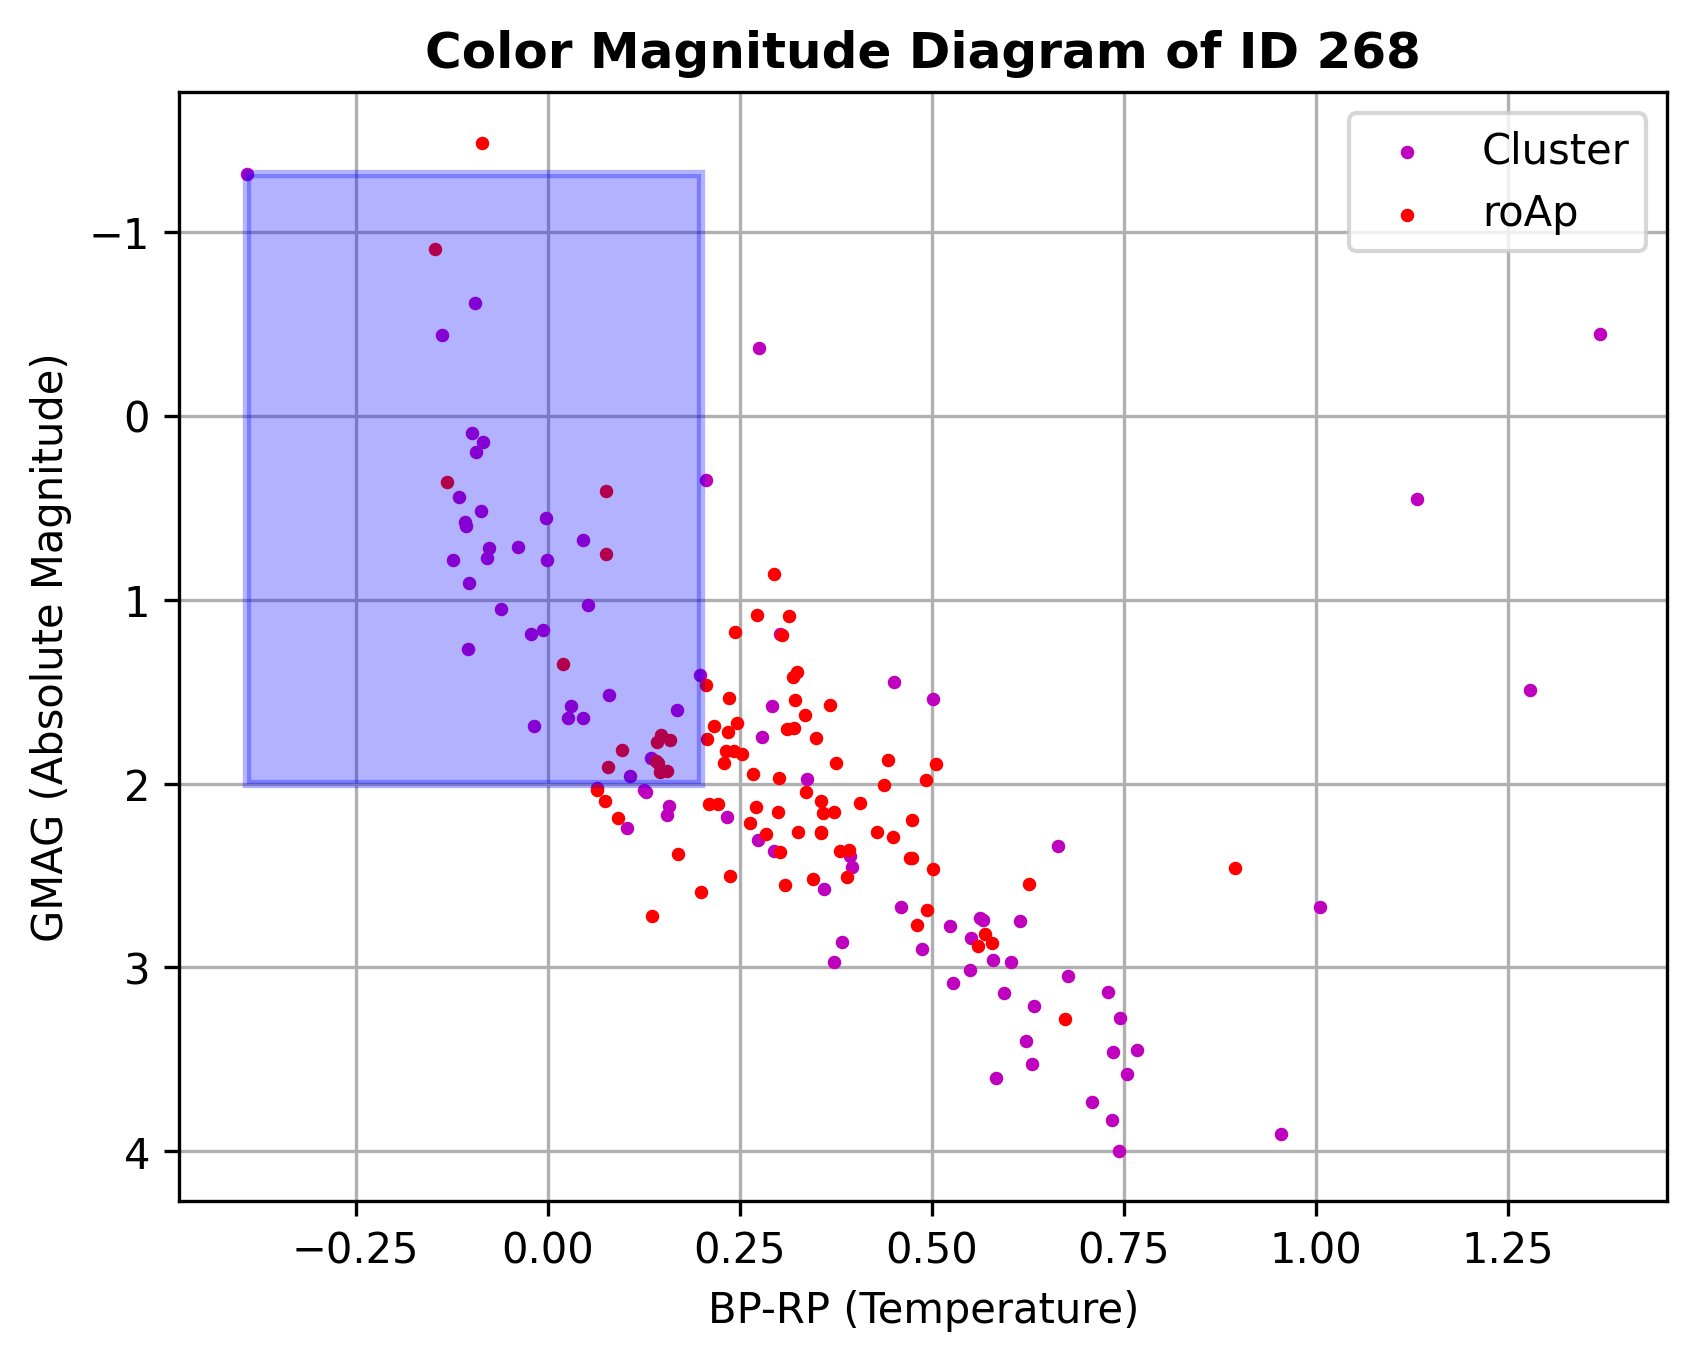 Color Magnitude Diagram of ID 268
Cluster
roAp
GMAG (Absolute Magnitude)
−1
0
1
2
3
4
−0.25
0.00
0.25
0.50
0.75
1.00
1.25
BP-RP (Temperature)